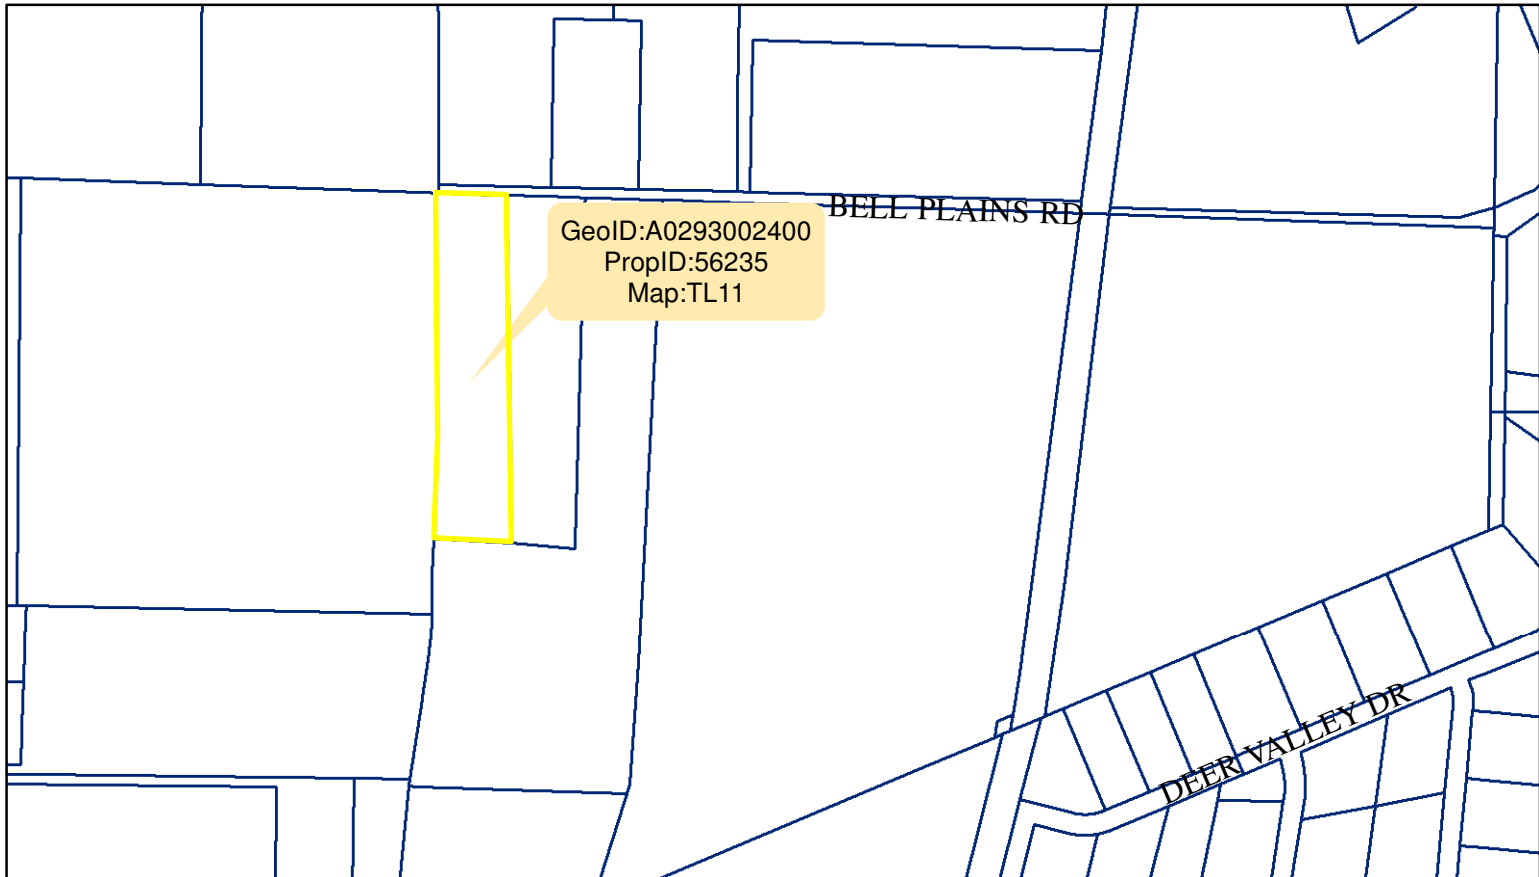 BELL PLAINS RD
GeoID:A0293002400
PropID:56235
Map:TL11
DEER VALLEY DR